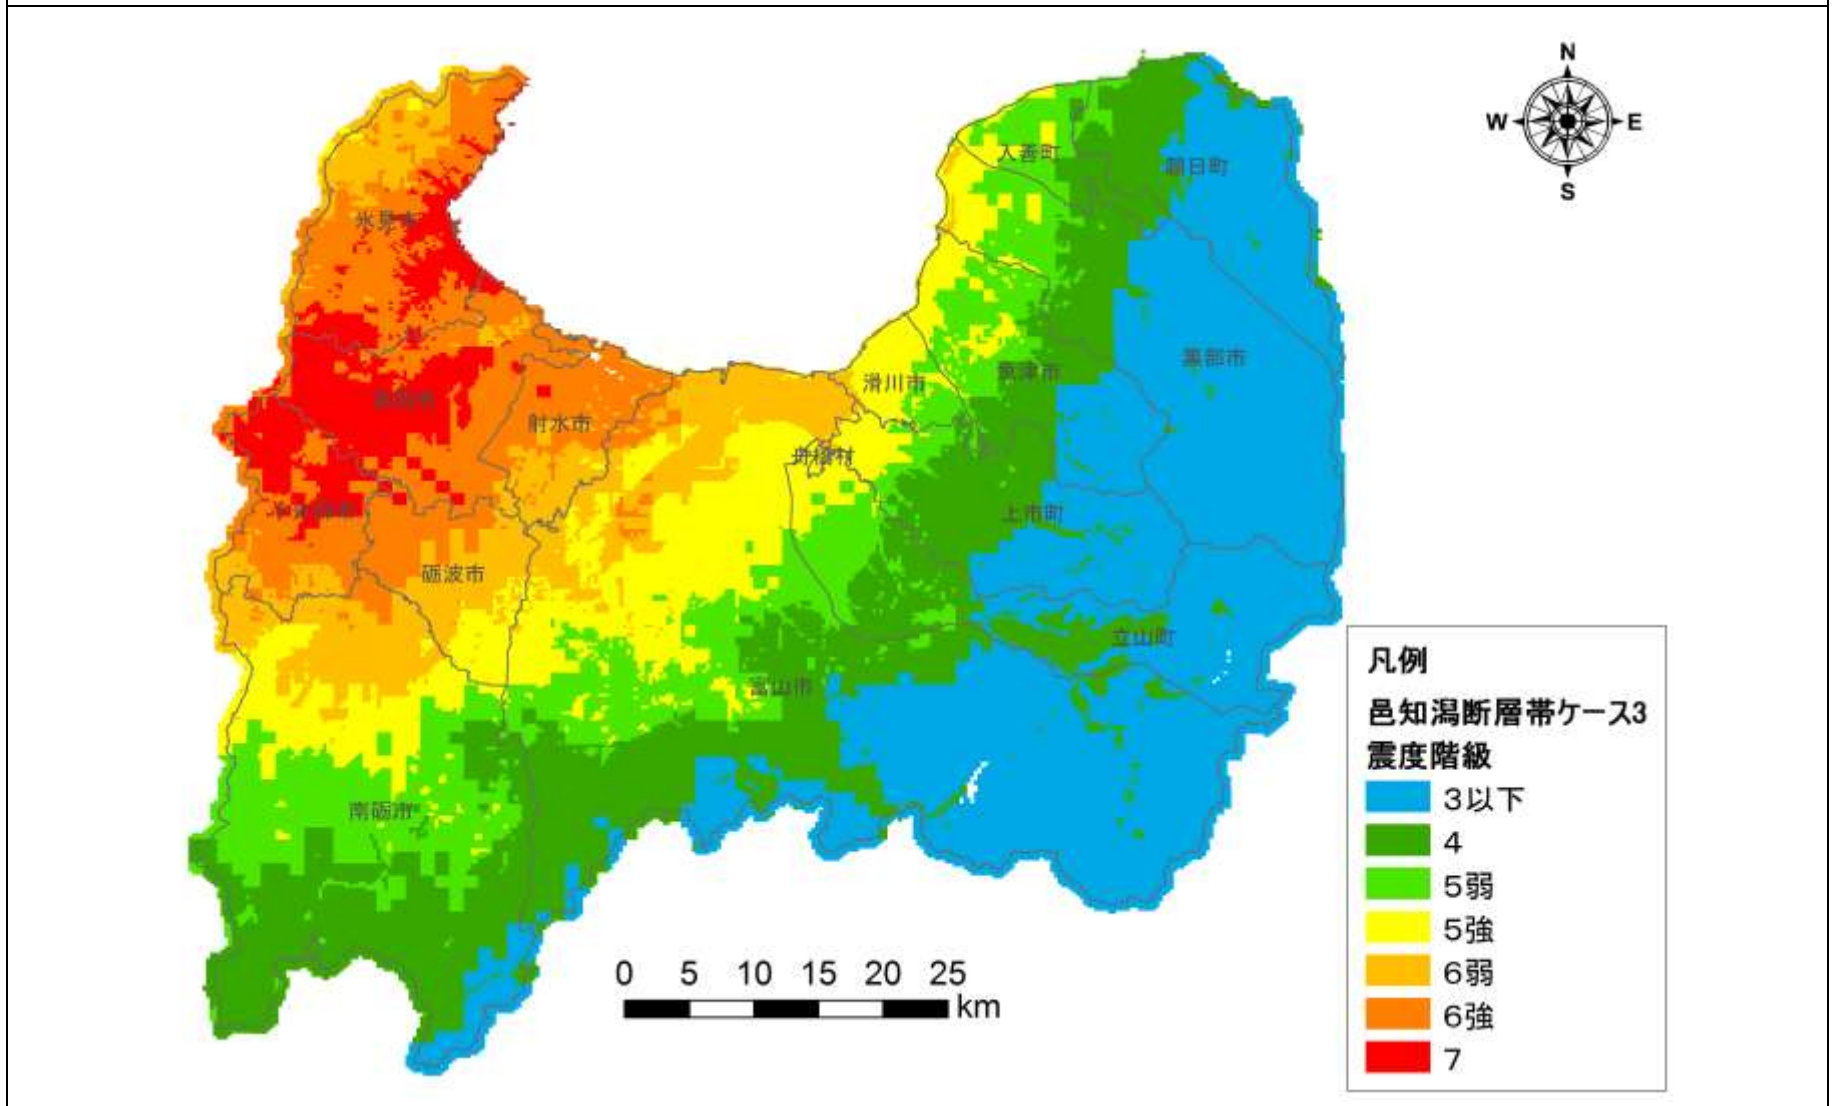 N
W
E
S
入善町
朝日町
氷見市
黒部市
魚津市
滑川市
高岡市
射水市
舟橋村
小矢部市
上市町
砺波市
立山町
富山市
南砺市
凡例
邑知潟断層帯ケース3
震度階級
3以下
4
5弱
5強
6弱
6強
7
0 5 10 15 20 25
km